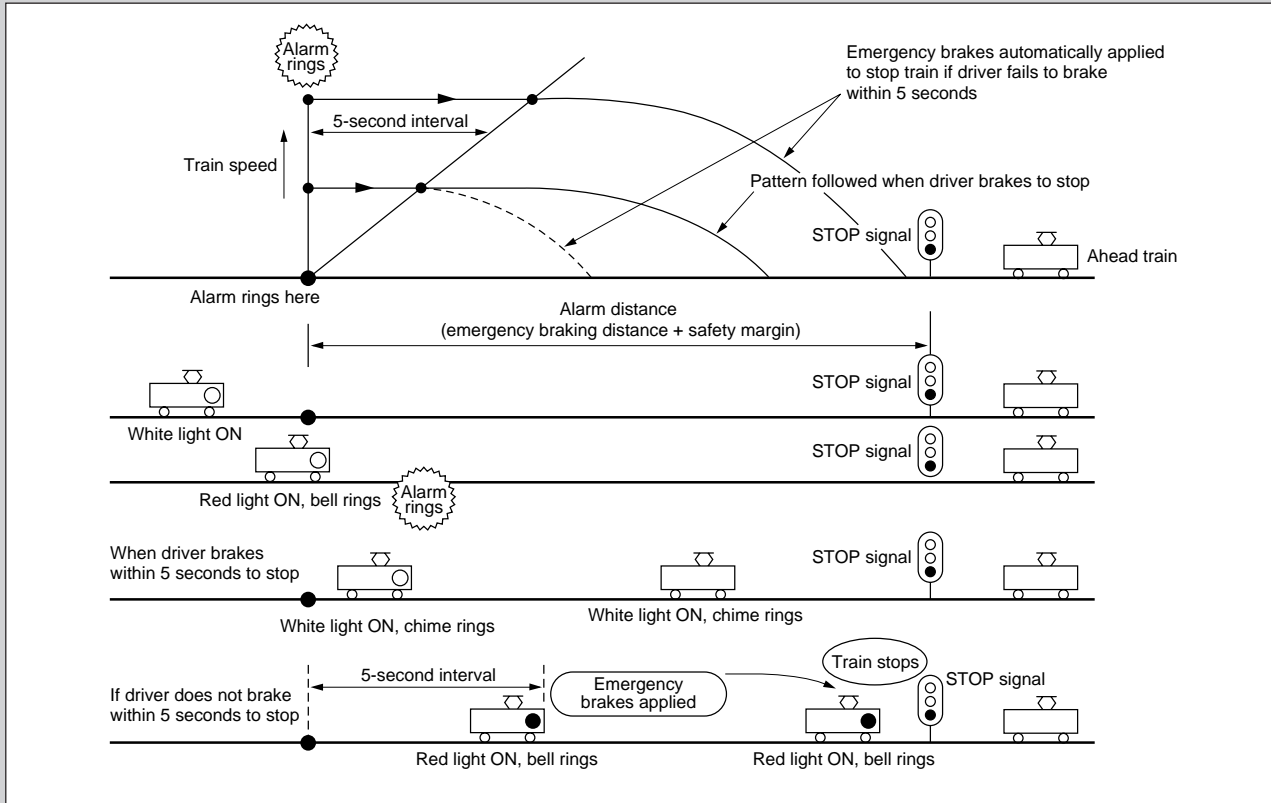 Alarm
rings
Emergency brakes automatically applied
to stop train if driver fails to brake
within 5 seconds
5-second interval
Train speed
Pattern followed when driver brakes to stop
STOP signal
Ahead train
Alarm rings here
Alarm distance
(emergency braking distance + safety margin)
STOP signal
White light ON
STOP signal
Red light ON, bell rings
Alarm
rings
When driver brakes
within 5 seconds to stop
STOP signal
White light ON, chime rings
White light ON, chime rings
Train stops
5-second interval
STOP signal
If driver does not brake
within 5 seconds to stop
Emergency
brakes applied
Red light ON, bell rings
Red light ON, bell rings